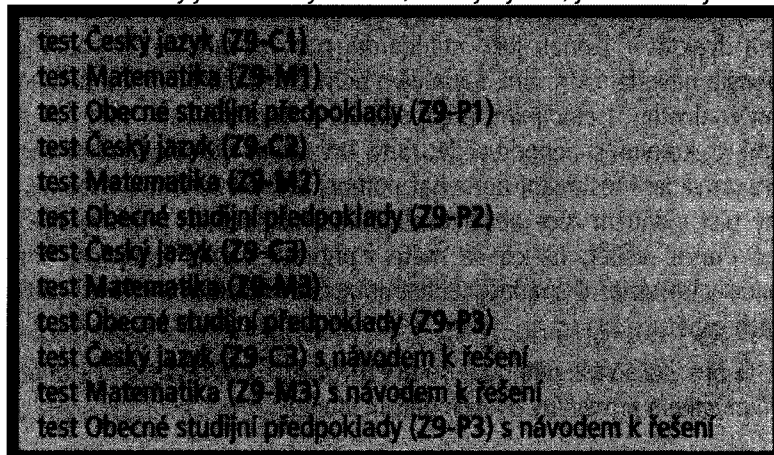 test Český jazyk (Z9-C1)
test Matematika (Z9-M1)
test Obecné studijní předpoklady (Z9-P1)
test Český jazyk (Z9-C2)
test Matematika (Z9-M2)
test Obecné studijní předpoklady (Z9-P2)
test Český jazyk (Z9-C3)
test Matematika (Z9-M3)
test Obecné studijní předpoklady (Z9-P3)
test Český jazyk (Z9-C3) s návodem k řešení
test Matematika (Z9-M3) s návodem k řešení
test Obecné studijní předpoklady (Z9-P3) s návodem k řešení